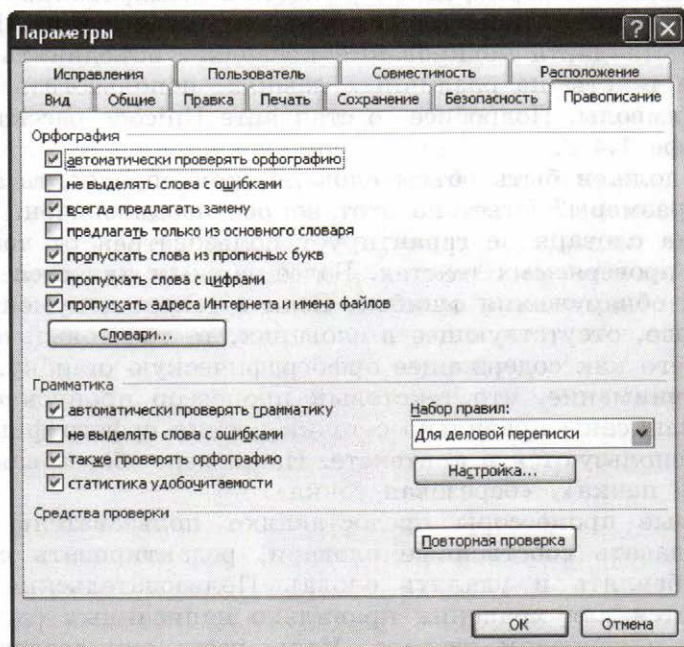 Параметры
Исправления Пользователь Совместимость Расположение
Вид Общие Правка Печать Сохранение Безопасность Правописание
Орфография
автоматически проверять орфографию
не выделять слова с ошибками
всегда предлагать замену
предлагать только из основного словаря
пропускать слова из прописных букв
пропускать слова с цифрами
пропускать адреса Интернета и имена файлов
Словари...
Грамматика
автоматически проверять грамматику
не выделять слова с ошибками
также проверять орфографию
статистика удобочитаемости
Набор правил:
Для деловой переписки
Настройка...
Средства проверки
Повторная проверка
ОК Отмена